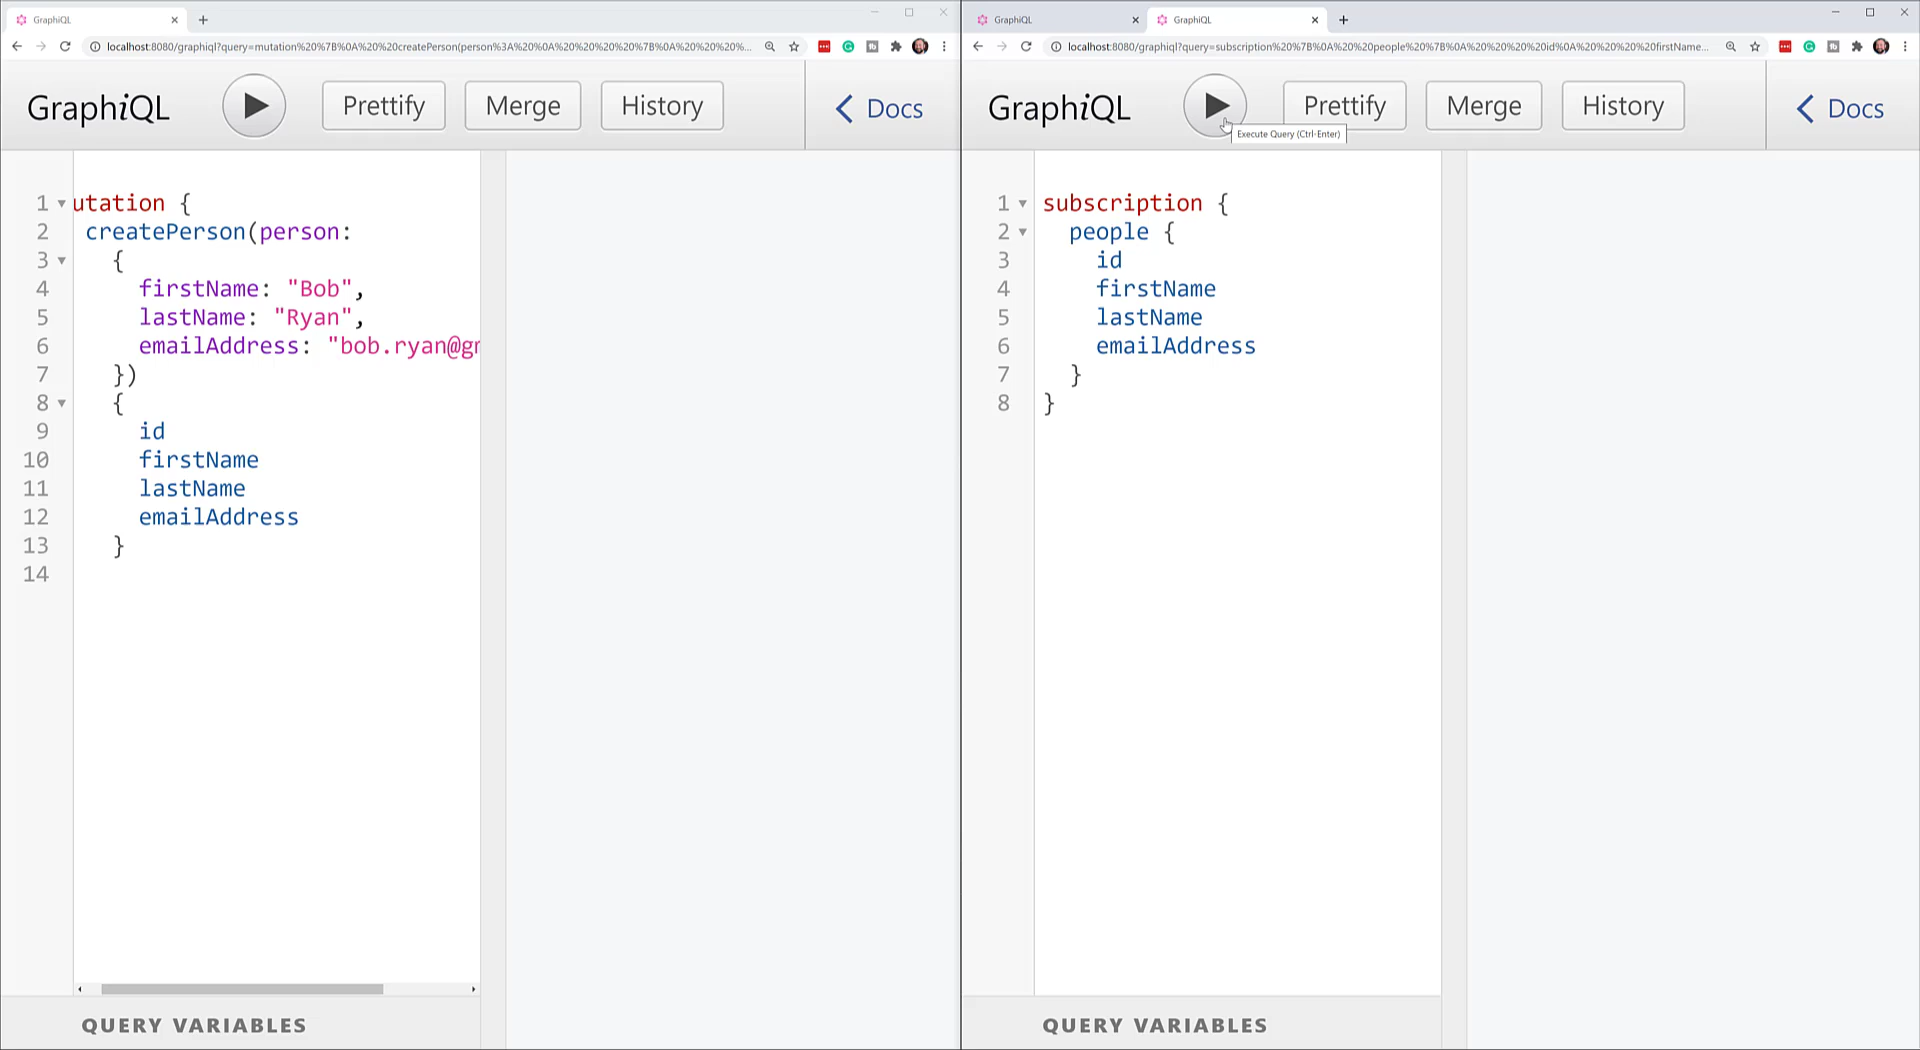 GraphiQL
localhost:8080/graphiql?query=mutation%20%7B%0A%20%20createPerson(person%3A%20%0A%20%20%20%20%7B%0A%20%20%20%20%...
GraphiQL
Prettify
Merge
History
Docs
1 utation {
2 createPerson(person:
3 {
4 firstName: "Bob",
5 lastName: "Ryan",
6 emailAddress: "bob.ryan@gm
7 })
8 {
9 id
10 firstName
11 lastName
12 emailAddress
13 }
14
QUERY VARIABLES
GraphiQL
GraphiQL
localhost:8080/graphiql?query=subscription%20%7B%0A%20%20people%20%7B%0A%20%20%20%20id%0A%20%20%20%20firstName...
GraphiQL
Prettify
Merge
History
Docs
Execute Query (Ctrl-Enter)
1 subscription {
2 people {
3 id
4 firstName
5 lastName
6 emailAddress
7 }
8 }
QUERY VARIABLES